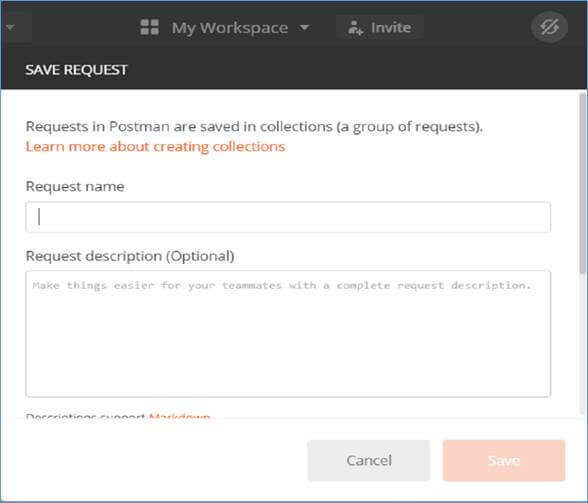 My Workspace
Invite
SAVE REQUEST
Requests in Postman are saved in collections (a group of requests).
Learn more about creating collections
Request name
Request description (Optional)
Make things easier for your teammates with a complete request description.
Descriptions support Markdown
Cancel
Save